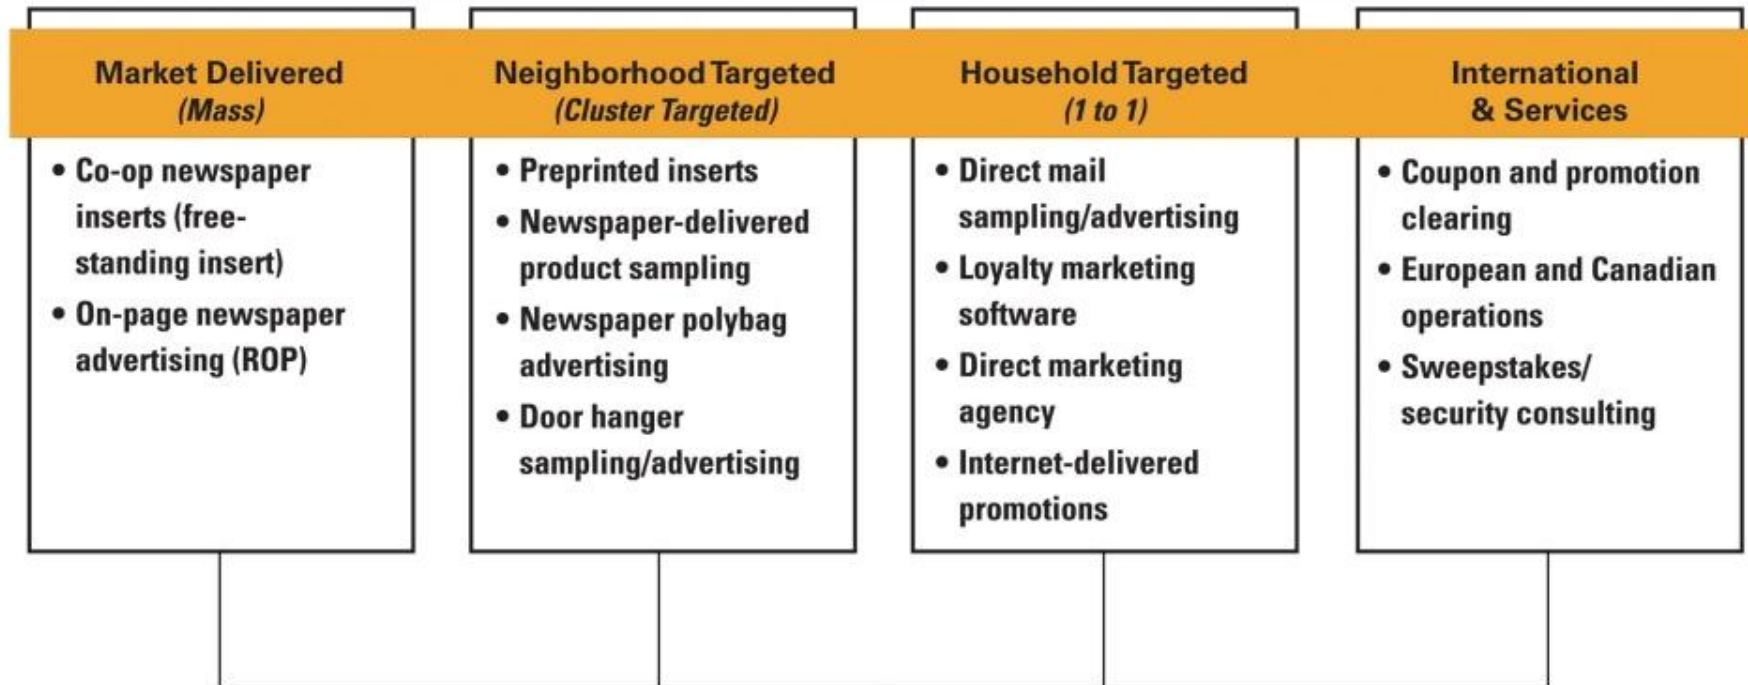 Market Delivered
(Mass)
• Co-op newspaper
inserts (free-
standing insert)
• On-page newspaper
advertising (ROP)
Neighborhood Targeted
(Cluster Targeted)
• Preprinted inserts
• Newspaper-delivered
product sampling
• Newspaper polybag
advertising
• Door hanger
sampling/advertising
Household Targeted
(1 to 1)
• Direct mail
sampling/advertising
• Loyalty marketing
software
• Direct marketing
agency
• Internet-delivered
promotions
International
& Services
• Coupon and promotion
clearing
• European and Canadian
operations
• Sweepstakes/
security consulting